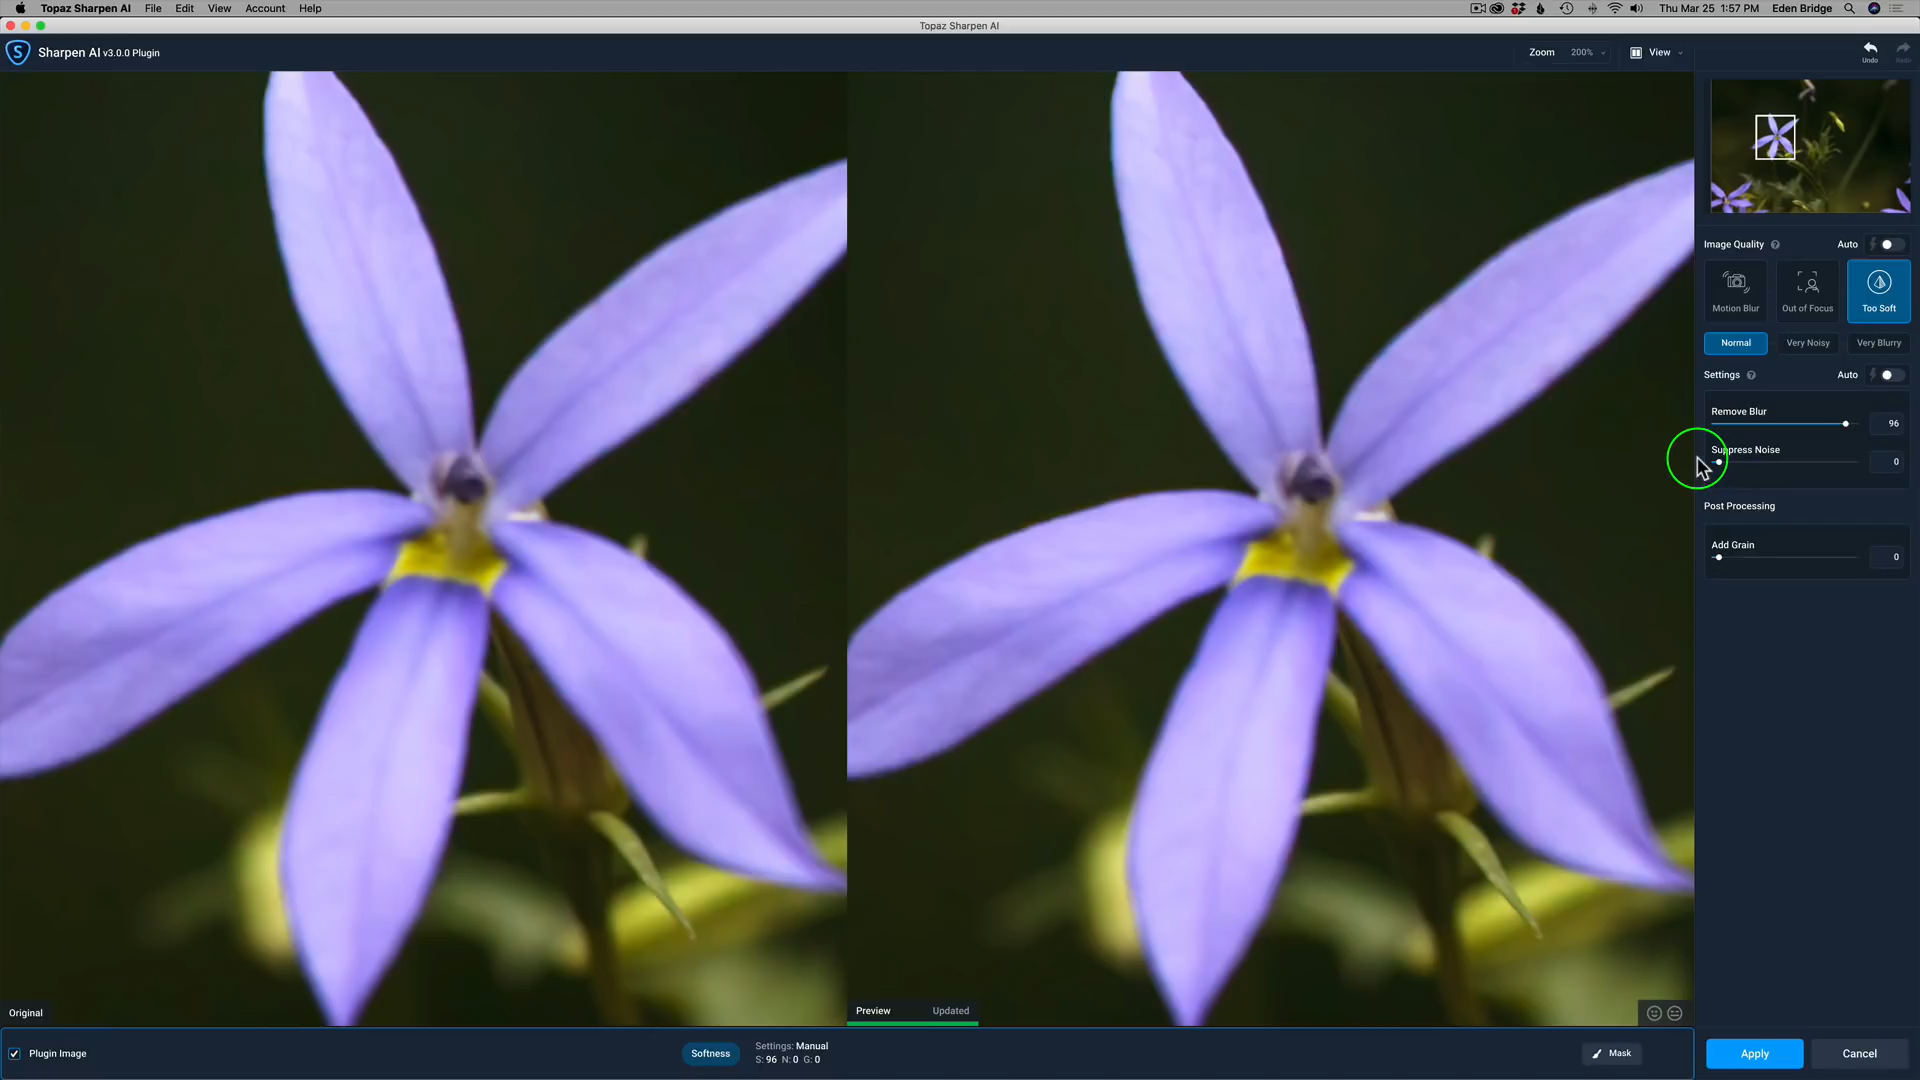 Topaz Sharpen AI File Edit View Account Help Thu Mar 25 1:57 PM Eden Bridge
Topaz Sharpen AI
Sharpen AI v3.0.0 Plugin Zoom 200% View Undo Redo
Image Quality Auto
Motion Blur Out of Focus Too Soft
Normal Very Noisy Very Blurry
Settings Auto
Remove Blur
96
Suppress Noise
0
Post Processing
Add Grain
0
Original Preview Updated
Plugin Image Softness Settings: Manual
S: 96 N: 0 G: 0
Mask Apply Cancel